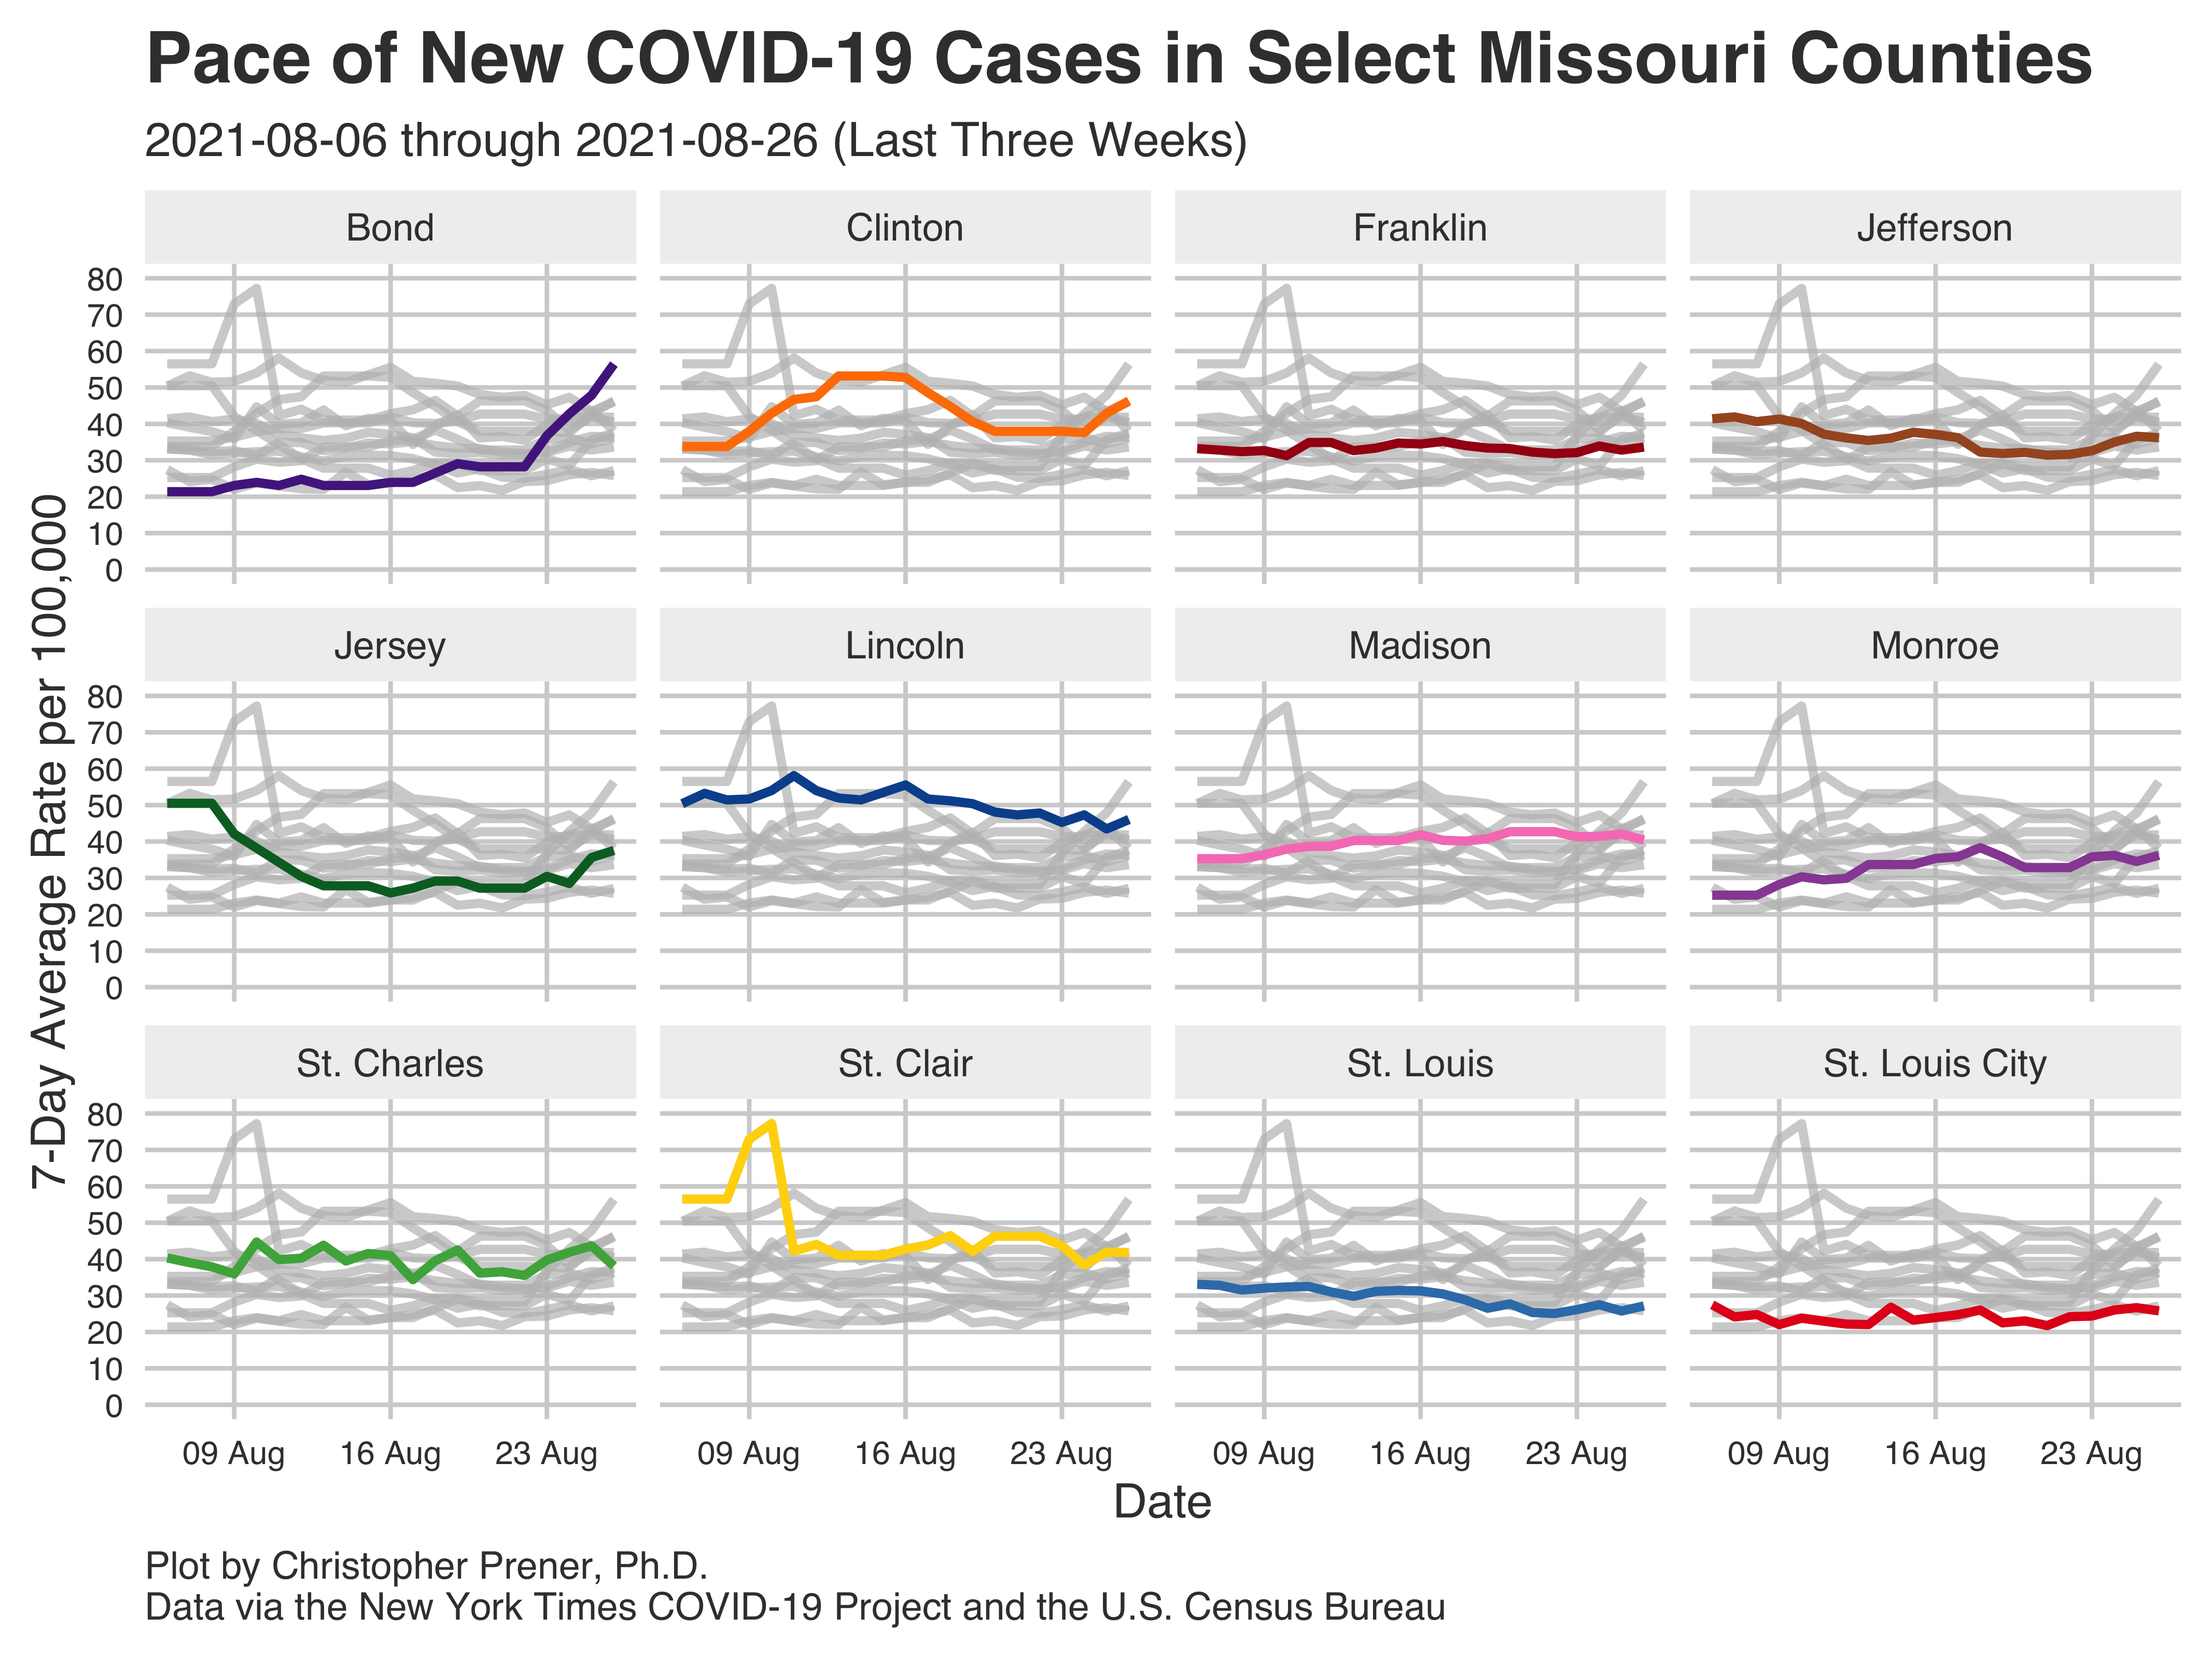 Pace of New COVID-19 Cases in Select Missouri Counties
2021-08-06 through 2021-08-26 (Last Three Weeks)
Bond
Clinton
Franklin
Jefferson
80
70
60
50
40
30
20
10
0
Jersey
Lincoln
Madison
Monroe
80
70
60
50
40
30
20
10
0
St. Charles
St. Clair
St. Louis
St. Louis City
80
70
60
50
40
30
20
10
0
7-Day Average Rate per 100,000
09 Aug
16 Aug
23 Aug
09 Aug
16 Aug
23 Aug
09 Aug
16 Aug
23 Aug
09 Aug
16 Aug
23 Aug
Date
Plot by Christopher Prener, Ph.D.
Data via the New York Times COVID-19 Project and the U.S. Census Bureau